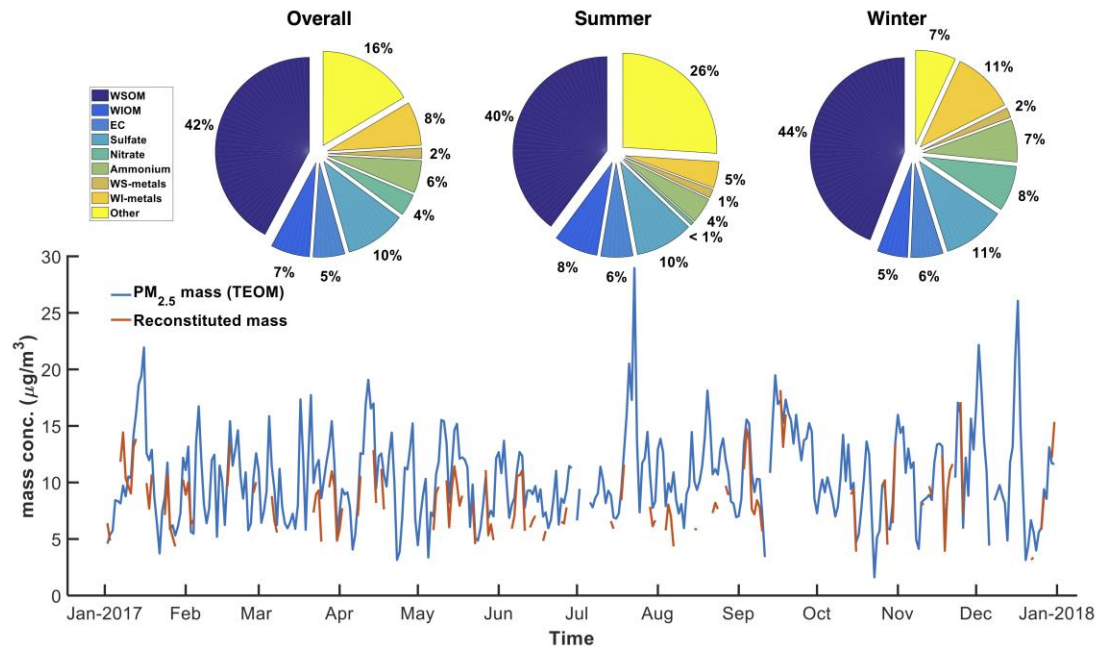 Overall
Summer
Winter
WSOM
WIOM
EC
Sulfate
Nitrate
Ammonium
WS-metals
WI-metals
Other
16%
8%
2%
6%
4%
10%
5%
7%
42%
26%
5%
1%
4%
< 1%
10%
6%
8%
40%
7%
11%
2%
7%
8%
11%
6%
5%
44%
PM2.5 mass (TEOM)
Reconstituted mass
mass conc. (μg/m³)
30
25
20
15
10
5
0
Jan-2017 Feb Mar Apr May Jun Jul Aug Sep Oct Nov Dec Jan-2018
Time